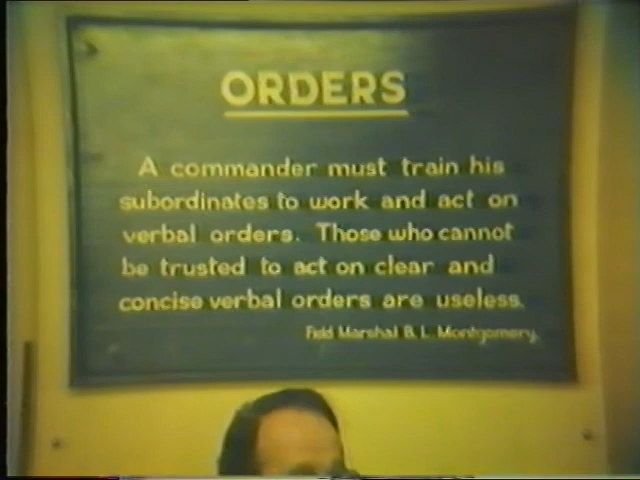 ORDERS
A commander must train his
subordinates to work and act on
verbal orders. Those who cannot
be trusted to act on clear and
concise verbal orders are useless.
Field Marshal B. L. Montgomery.